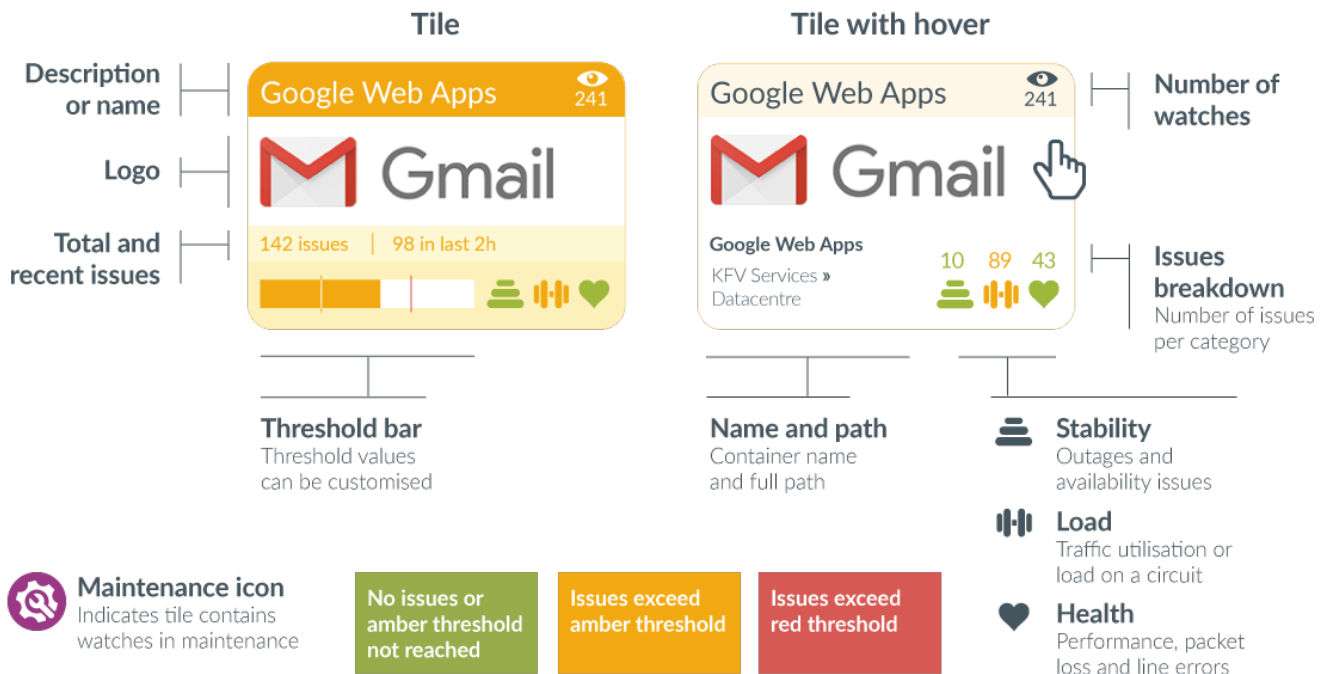 Tile
Tile with hover
Description
or name
Google Web Apps
241
Google Web Apps
241
Number of
watches
Logo
Gmail
Gmail
Total and
recent issues
142 issues | 98 in last 2h
Google Web Apps
KFV Services »
Datacentre
10 89 43
Issues
breakdown
Number of issues
per category
Threshold bar
Threshold values
can be customised
Name and path
Container name
and full path
Stability
Outages and
availability issues
Load
Traffic utilisation or
load on a circuit
Health
Performance, packet
loss and line errors
Maintenance icon
Indicates tile contains
watches in maintenance
No issues or
amber threshold
not reached
Issues exceed
amber threshold
Issues exceed
red threshold